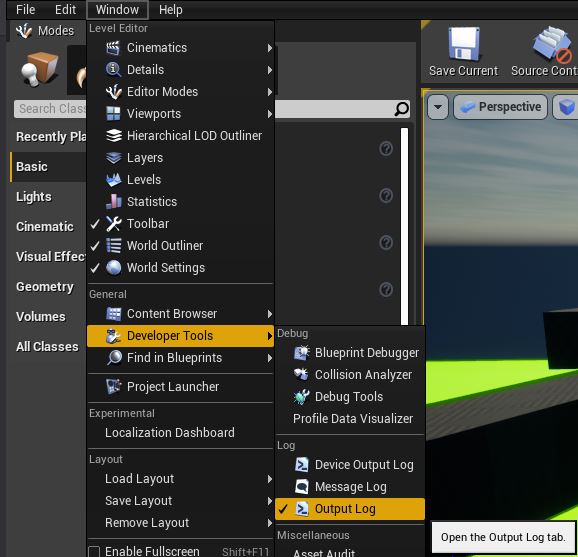 File Edit Window Help
Modes
Level Editor
Cinematics
Details
Editor Modes
Viewports
Hierarchical LOD Outliner
Layers
Levels
Statistics
Toolbar
World Outliner
World Settings
General
Content Browser
Developer Tools
Find in Blueprints
Project Launcher
Experimental
Localization Dashboard
Layout
Load Layout
Save Layout
Remove Layout
Enable Fullscreen Shift+F11
Search Clas
Recently Pla
Basic
Lights
Cinematic
Visual Effec
Geometry
Volumes
All Classes
Debug
Blueprint Debugger
Collision Analyzer
Debug Tools
Profile Data Visualizer
Log
Device Output Log
Message Log
Output Log
Miscellaneous
Asset Audit
Save Current Source Cont
Perspective
Open the Output Log tab.